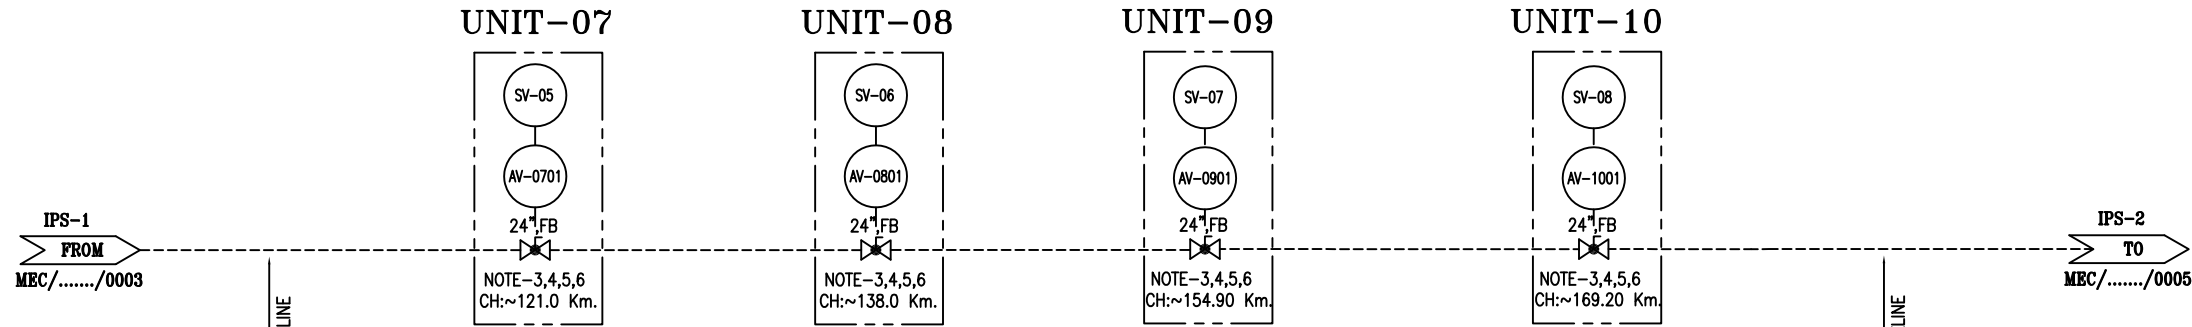 UNIT-07
UNIT-08
UNIT-09
UNIT-10
SV-05
SV-06
SV-07
SV-08
AV-0701
AV-0801
AV-0901
AV-1001
24",FB
24",FB
24",FB
24",FB
IPS-1
FROM
MEC/......./0003
IPS-2
TO
MEC/......./0005
NOTE-3,4,5,6
CH:~121.0 Km.
NOTE-3,4,5,6
CH:~138.0 Km.
NOTE-3,4,5,6
CH:~154.90 Km.
NOTE-3,4,5,6
CH:~169.20 Km.
LINE
LINE